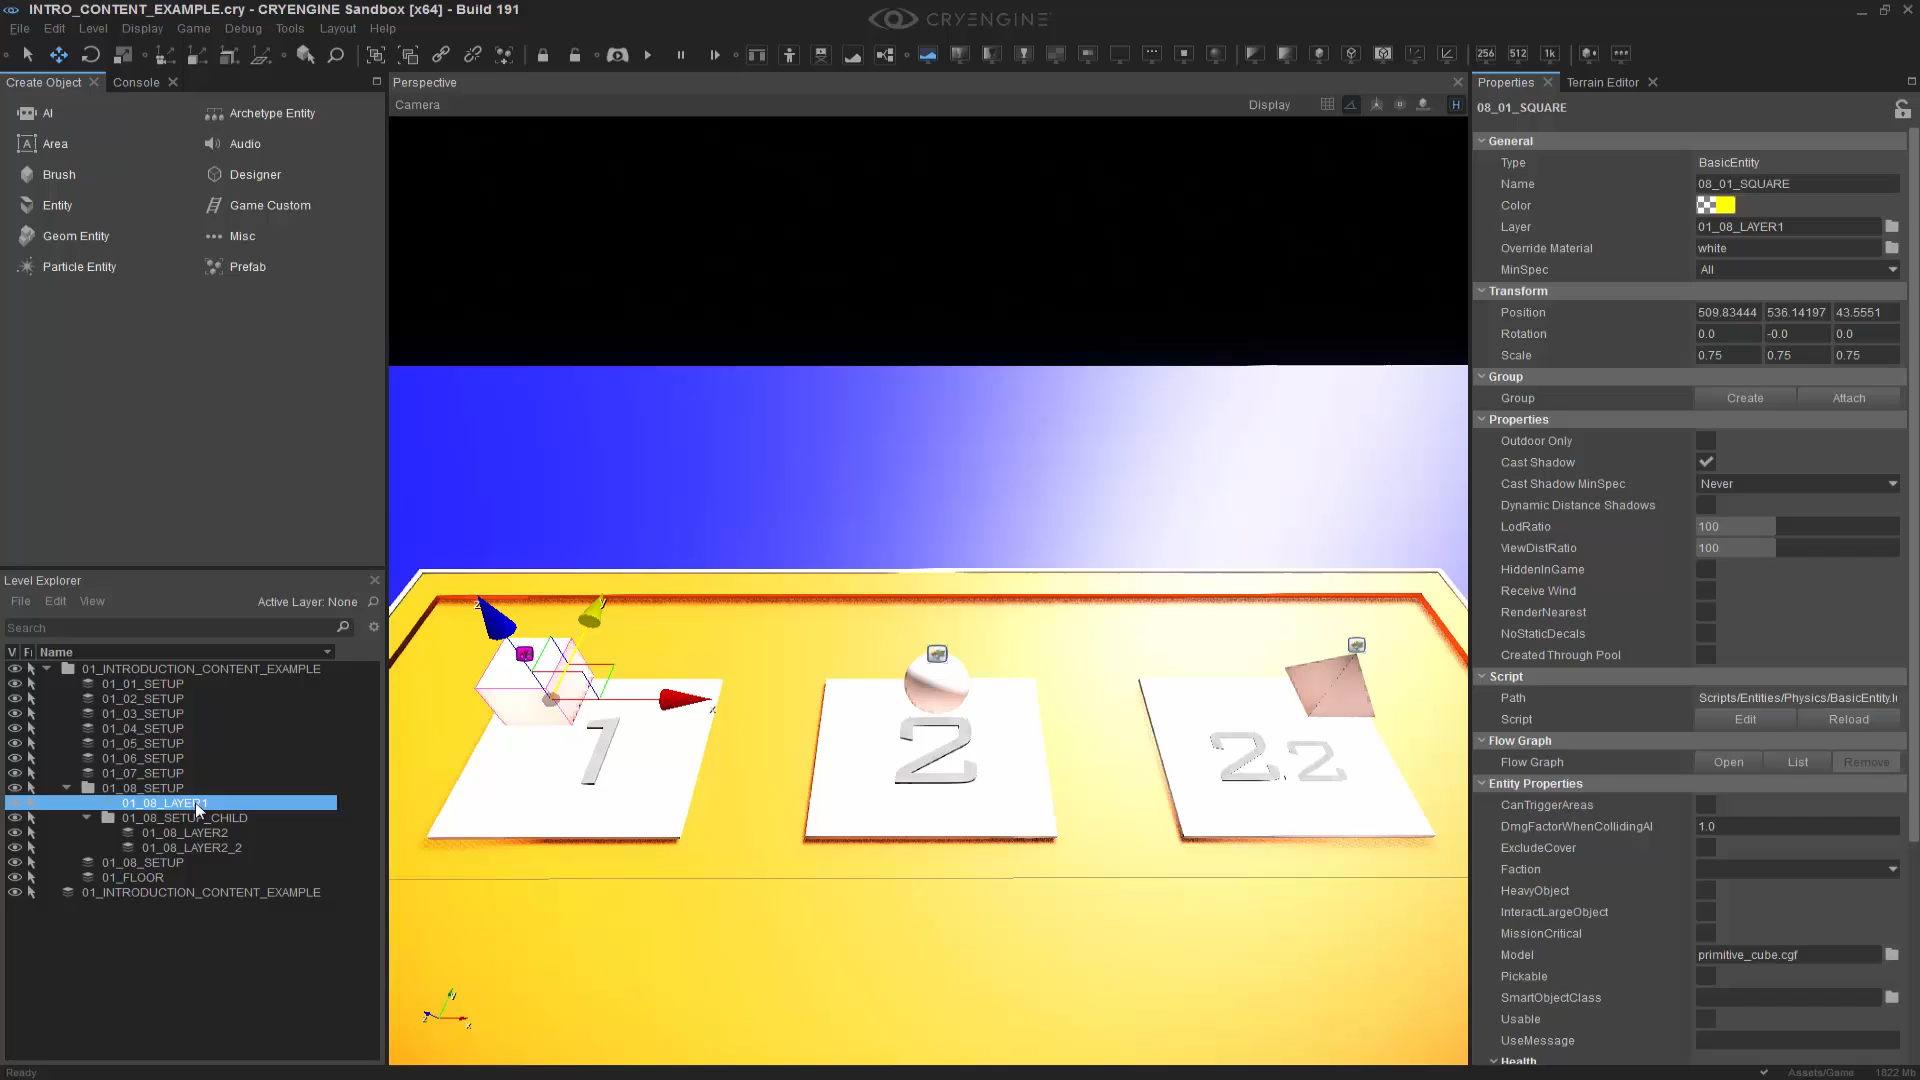 INTRO_CONTENT_EXAMPLE.cry - CRYENGINE Sandbox [x64] - Build 191
CRYENGINE
File Edit Level Display Game Debug Tools Layout Help
256 512 1k
Create Object Console
AI Archetype Entity
Area Audio
Brush Designer
Entity Game Custom
Geom Entity Misc
Particle Entity Prefab
Level Explorer
File Edit View Active Layer: None
Search
V Fr Name
01_INTRODUCTION_CONTENT_EXAMPLE
01_01_SETUP
01_02_SETUP
01_03_SETUP
01_04_SETUP
01_05_SETUP
01_06_SETUP
01_07_SETUP
01_08_SETUP
01_08_LAYER1
01_08_SETUP_CHILD
01_08_LAYER2
01_08_LAYER2_2
01_08_SETUP
01_FLOOR
01_INTRODUCTION_CONTENT_EXAMPLE
Ready
Perspective
Camera Display H
z y x
1 2 2.2
z y x
Properties Terrain Editor
08_01_SQUARE
General
Type BasicEntity
Name 08_01_SQUARE
Color
Layer 01_08_LAYER1
Override Material white
MinSpec All
Transform
Position 509.83444 536.14197 43.5551
Rotation 0.0 -0.0 0.0
Scale 0.75 0.75 0.75
Group
Group Create Attach
Properties
Outdoor Only
Cast Shadow
Cast Shadow MinSpec Never
Dynamic Distance Shadows
LodRatio 100
ViewDistRatio 100
HiddenInGame
Receive Wind
RenderNearest
NoStaticDecals
Created Through Pool
Script
Path Scripts/Entities/Physics/BasicEntity.lu
Script Edit Reload
Flow Graph
Flow Graph Open List Remove
Entity Properties
CanTriggerAreas
DmgFactorWhenCollidingAI 1.0
ExcludeCover
Faction
HeavyObject
InteractLargeObject
MissionCritical
Model primitive_cube.cgf
Pickable
SmartObjectClass
Usable
UseMessage
Health
Assets/Game 1822 Mb